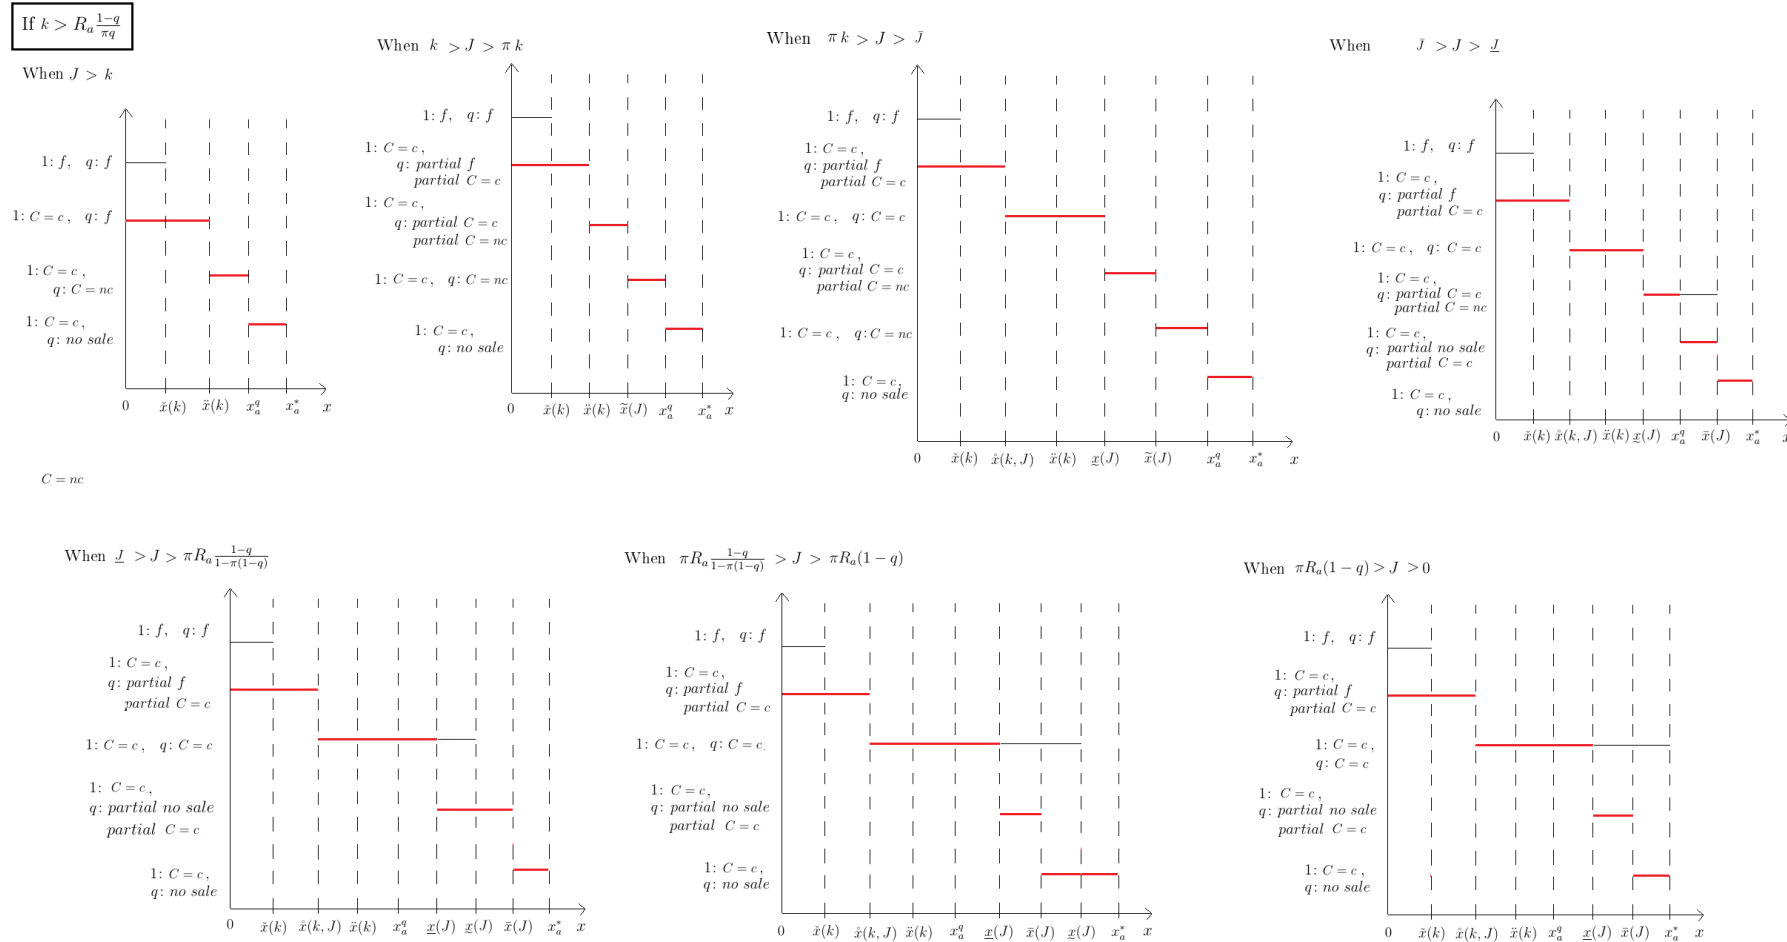 If k > R_a \frac{1-q}{πq}
When J > k
1: f, q: f
1: C = c, q: f
1: C = c,
q: C = nc
1: C = c,
q: no sale
0 x̌(k) ẍ(k) x_a^q x_a^* x
When k > J > π k
1: f, q: f
1: C = c,
q: partial f
partial C = c
1: C = c,
q: partial C = c
partial C = nc
1: C = c, q: C = nc
1: C = c,
q: no sale
0 x̌(k) ẍ(k) x̃(J) x_a^q x_a^* x
When π k > J > J̄
1: f, q: f
1: C = c,
q: partial f
partial C = c
1: C = c, q: C = c
1: C = c,
q: partial C = c
partial C = nc
1: C = c, q: C = nc
1: C = c,
q: no sale
0 x̌(k) x̊(k, J) ẍ(k) x̰(J) x̃(J) x_a^q x_a^* x
When J̄ > J > J̲
1: f, q: f
1: C = c,
q: partial f
partial C = c
1: C = c, q: C = c
1: C = c,
q: partial C = c
partial C = nc
1: C = c,
q: partial no sale
partial C = c
1: C = c,
q: no sale
0 x̌(k) x̊(k, J) ẍ(k) x̰(J) x_a^q x̄(J) x_a^* x
C = nc
When J̲ > J > πR_a \frac{1-q}{1-π(1-q)}
1: f, q: f
1: C = c,
q: partial f
partial C = c
1: C = c, q: C = c
1: C = c,
q: partial no sale
partial C = c
1: C = c,
q: no sale
0 x̌(k) x̊(k, J) ẍ(k) x_a^q x̲(J) x̰(J) x̄(J) x_a^* x
When πR_a \frac{1-q}{1-π(1-q)} > J > πR_a(1 − q)
1: f, q: f
1: C = c,
q: partial f
partial C = c
1: C = c, q: C = c
1: C = c,
q: partial no sale
partial C = c
1: C = c,
q: no sale
0 x̌(k) x̊(k, J) ẍ(k) x_a^q x̲(J) x̄(J) x̰(J) x_a^* x
When πR_a(1 − q) > J > 0
1: f, q: f
1: C = c,
q: partial f
partial C = c
1: C = c,
q: C = c
1: C = c,
q: partial no sale
partial C = c
1: C = c,
q: no sale
0 x̌(k) x̊(k, J) ẍ(k) x_a^q x̲(J) x̄(J) x_a^* x